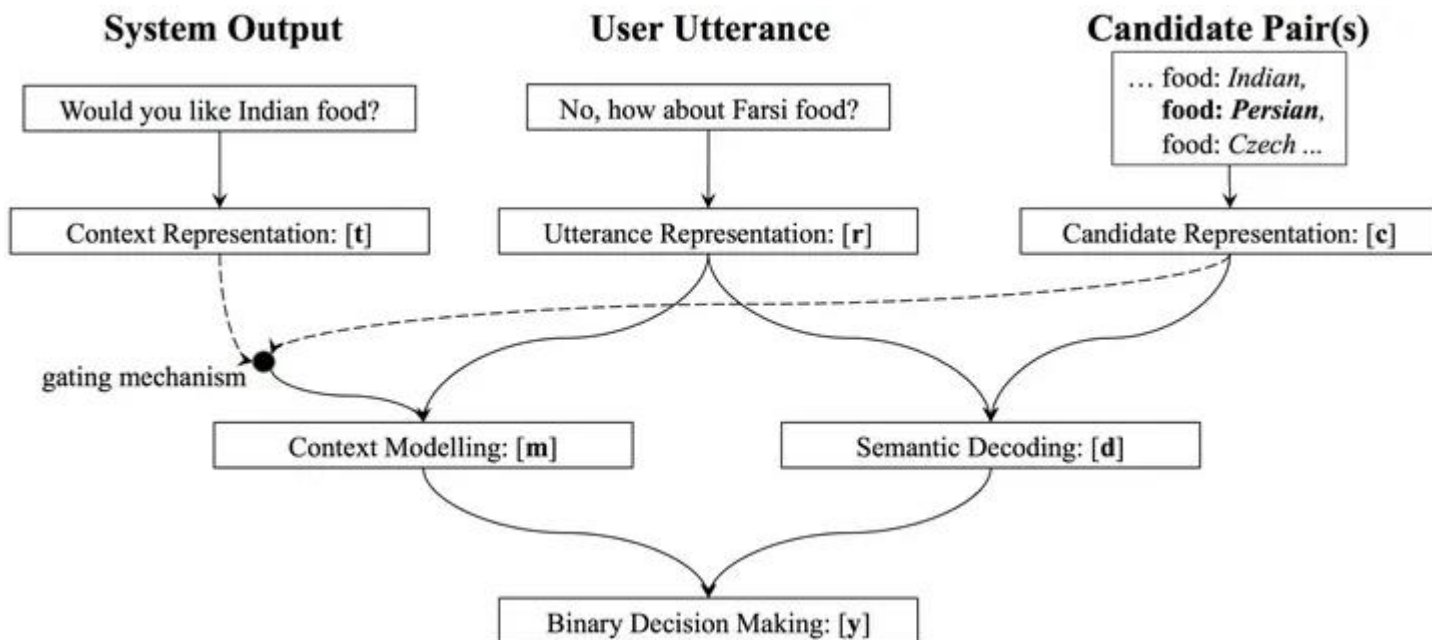 System Output
User Utterance
Candidate Pair(s)
Would you like Indian food?
No, how about Farsi food?
... food: Indian,
food: Persian,
food: Czech ...
Context Representation: [t]
Utterance Representation: [r]
Candidate Representation: [c]
gating mechanism
Context Modelling: [m]
Semantic Decoding: [d]
Binary Decision Making: [y]